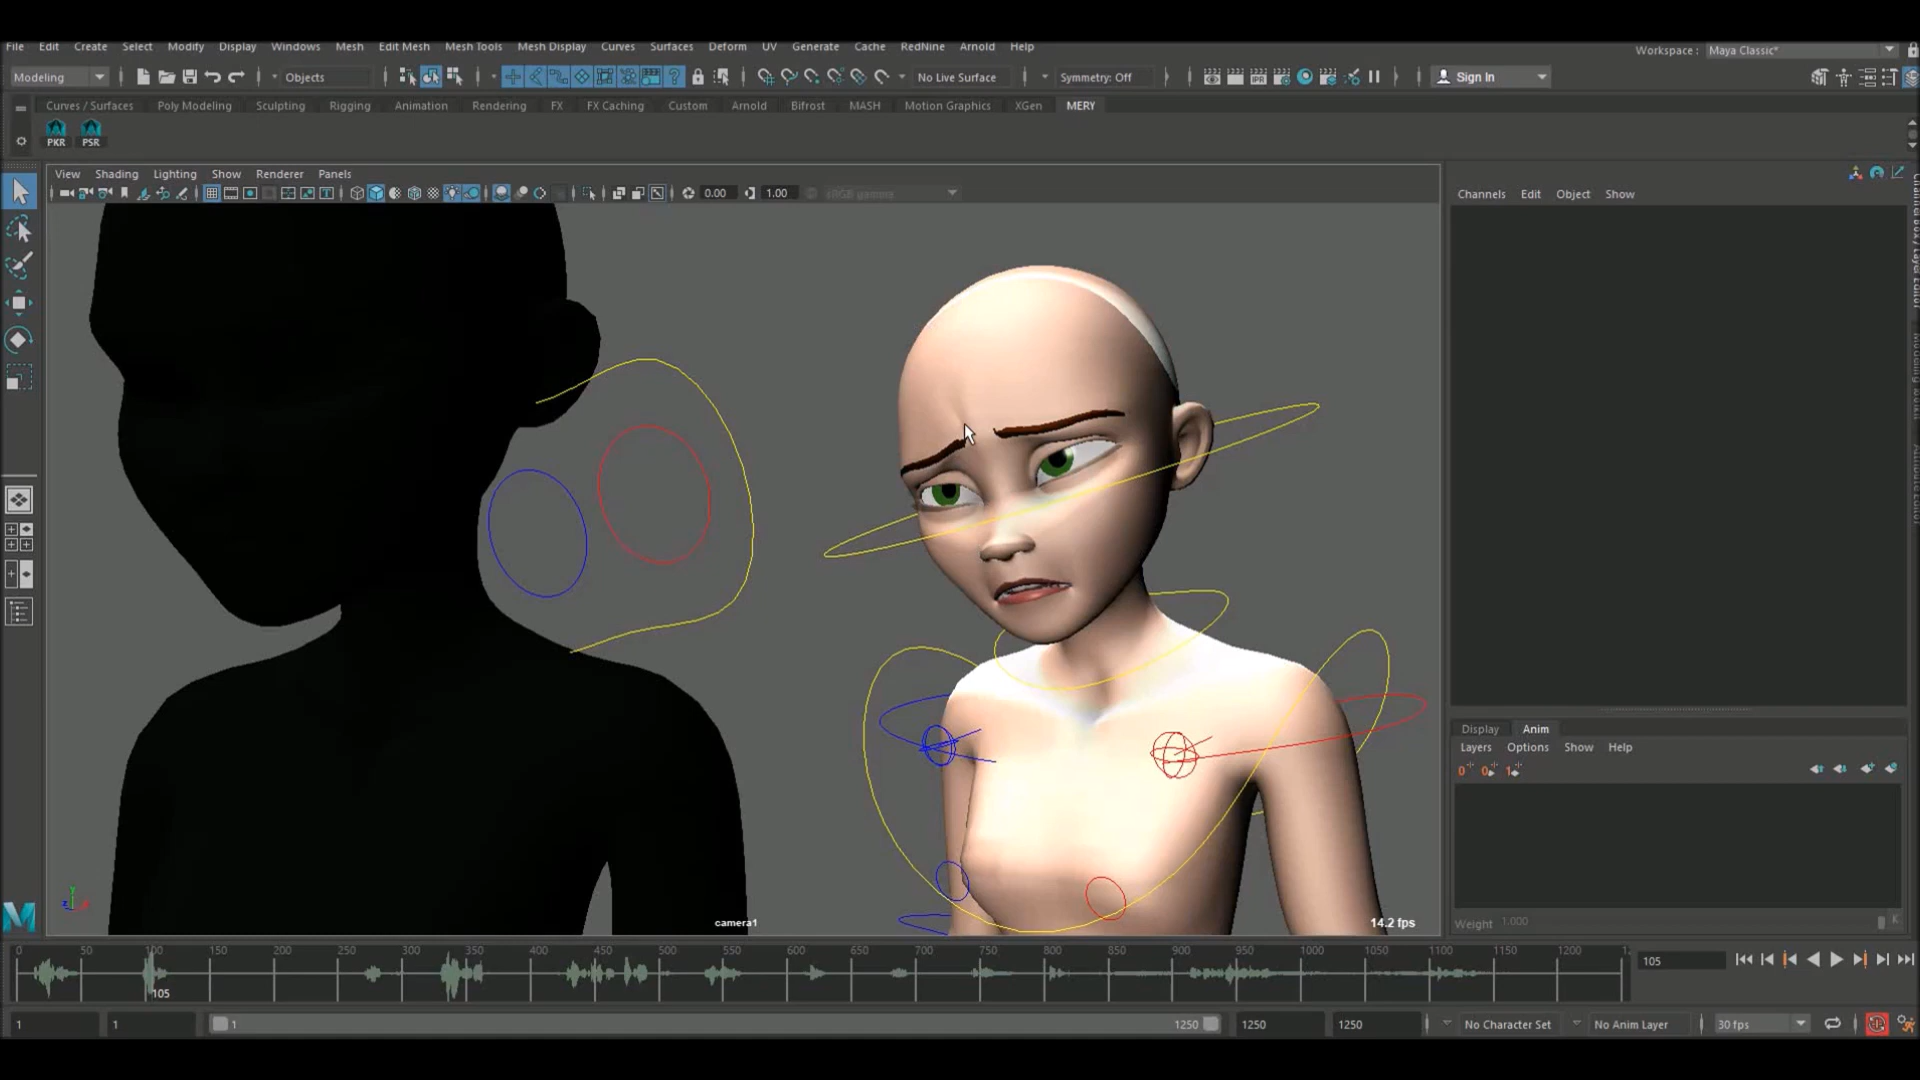 File Edit Create Select Modify Display Windows Mesh Edit Mesh Mesh Tools Mesh Display Curves Surfaces Deform UV Generate Cache RedNine Arnold Help
Workspace : Maya Classic*
Modeling Objects No Live Surface Symmetry: Off Sign In
Curves / Surfaces Poly Modeling Sculpting Rigging Animation Rendering FX FX Caching Custom Arnold Bifrost MASH Motion Graphics XGen MERY
PKR PSR
View Shading Lighting Show Renderer Panels
0.00 1.00 sRGB gamma
Channels Edit Object Show
Display Anim
Layers Options Show Help
Weight 1.000
camera1
14.2 fps
0 50 100 150 200 250 300 350 400 450 500 550 600 650 700 750 800 850 900 950 1000 1050 1100 1150 1200
105
105
1 1 1 1250 1250 1250 No Character Set No Anim Layer 30 fps